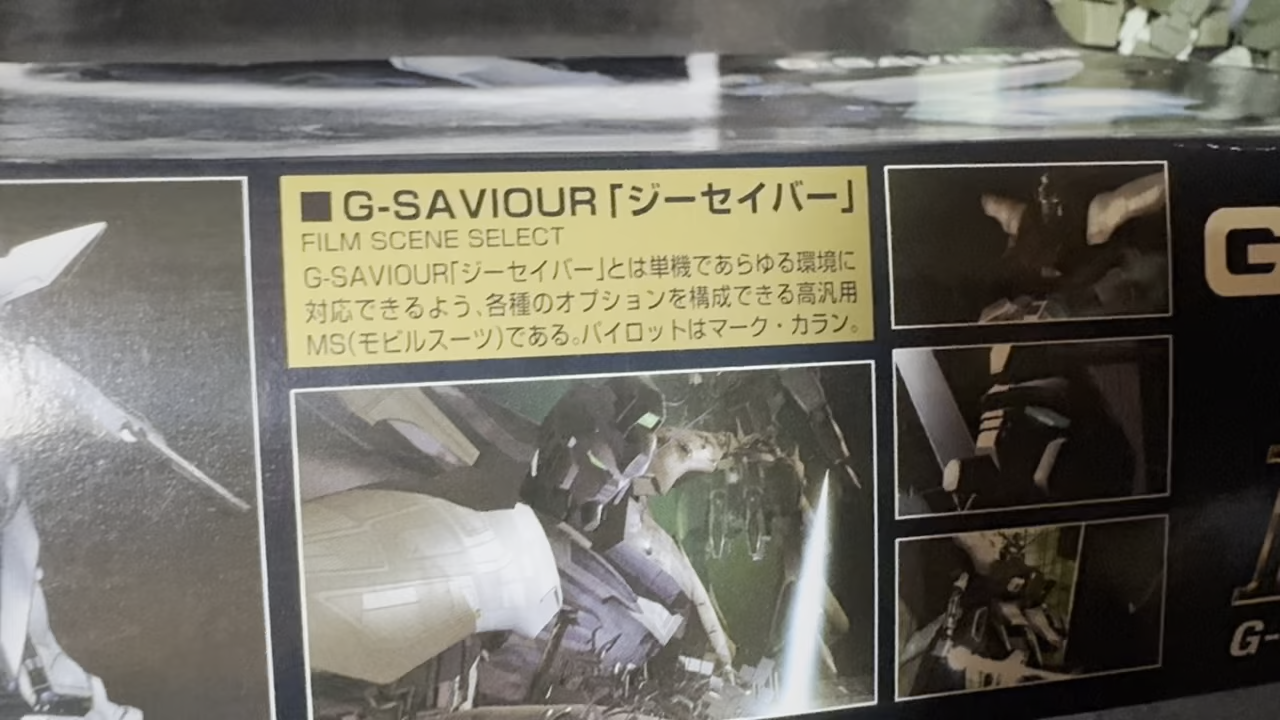 ■G-SAVIOUR「ジーセイバー」
FILM SCENE SELECT
G-SAVIOUR「ジーセイバー」とは単機であらゆる環境に
対応できるよう、各種のオプションを構成できる高汎用
MS(モビルスーツ)である。パイロットはマーク・カラン。
G
G-